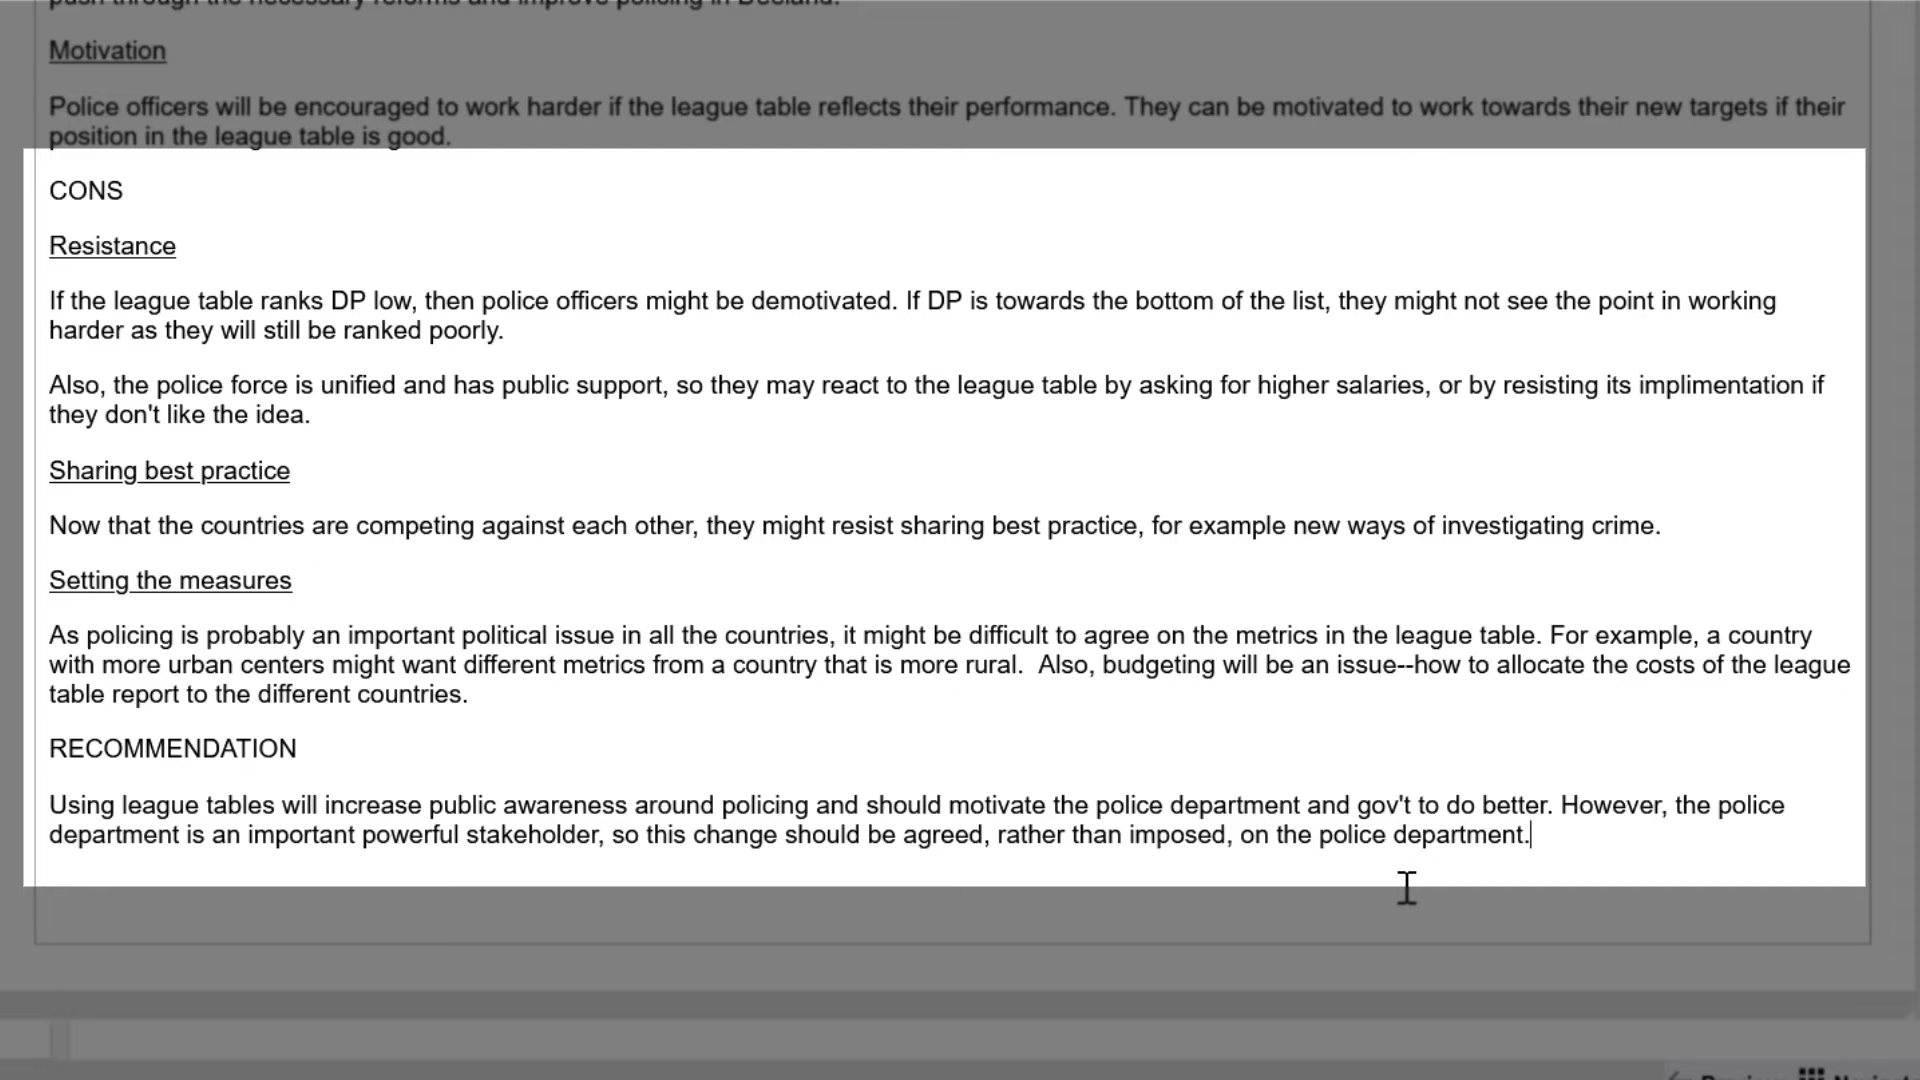 push through the necessary reforms and improve policing in Deeland.
Motivation
Police officers will be encouraged to work harder if the league table reflects their performance. They can be motivated to work towards their new targets if their
position in the league table is good.
CONS
Resistance
If the league table ranks DP low, then police officers might be demotivated. If DP is towards the bottom of the list, they might not see the point in working
harder as they will still be ranked poorly.
Also, the police force is unified and has public support, so they may react to the league table by asking for higher salaries, or by resisting its implimentation if
they don't like the idea.
Sharing best practice
Now that the countries are competing against each other, they might resist sharing best practice, for example new ways of investigating crime.
Setting the measures
As policing is probably an important political issue in all the countries, it might be difficult to agree on the metrics in the league table. For example, a country
with more urban centers might want different metrics from a country that is more rural.  Also, budgeting will be an issue--how to allocate the costs of the league
table report to the different countries.
RECOMMENDATION
Using league tables will increase public awareness around policing and should motivate the police department and gov't to do better. However, the police
department is an important powerful stakeholder, so this change should be agreed, rather than imposed, on the police department.